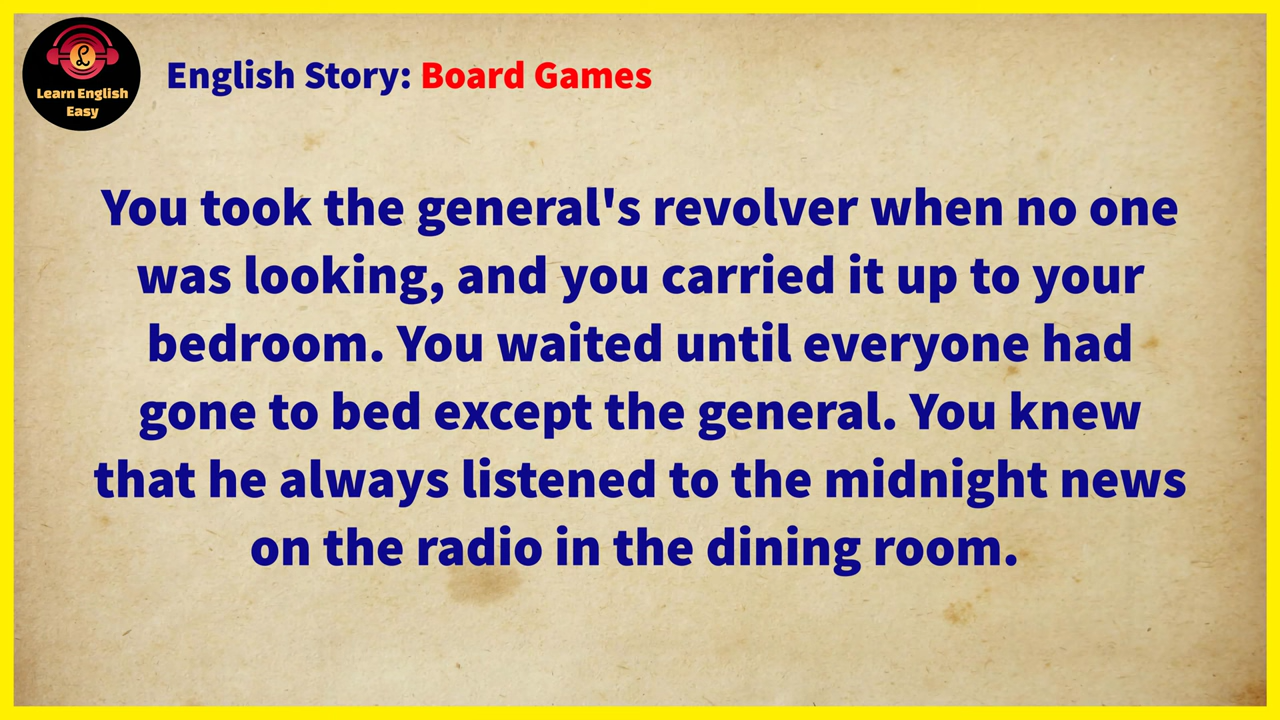 Learn English
Easy
English Story: Board Games
You took the general's revolver when no one
was looking, and you carried it up to your
bedroom. You waited until everyone had
gone to bed except the general. You knew
that he always listened to the midnight news
on the radio in the dining room.